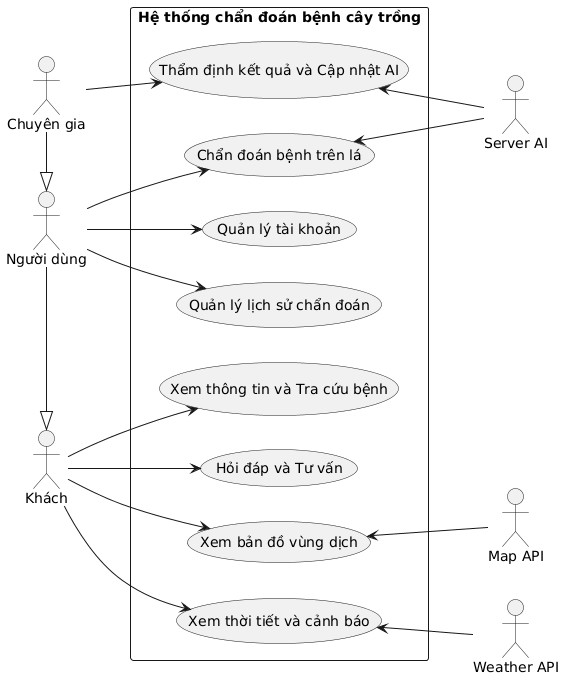 Hệ thống chẩn đoán bệnh cây trồng
Thẩm định kết quả và Cập nhật AI
Chuyên gia
Server AI
Chẩn đoán bệnh trên lá
Quản lý tài khoản
Người dùng
Quản lý lịch sử chẩn đoán
Xem thông tin và Tra cứu bệnh
Hỏi đáp và Tư vấn
Khách
Xem bản đồ vùng dịch
Map API
Xem thời tiết và cảnh báo
Weather API